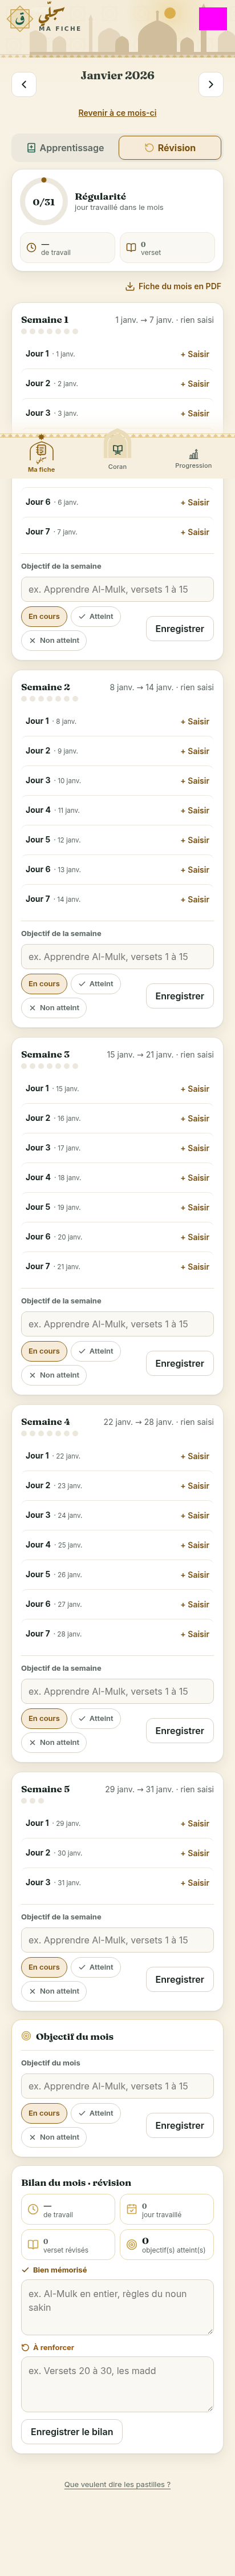 سجلّي
MA FICHE
Janvier 2026
Revenir à ce mois-ci
Apprentissage
Révision
0/31
Régularité
jour travaillé dans le mois
—
de travail
0
verset
Fiche du mois en PDF
Semaine 1
1 janv. → 7 janv. · rien saisi
Jour 1 · 1 janv.
+ Saisir
Jour 2 · 2 janv.
+ Saisir
Jour 3 · 3 janv.
+ Saisir
Ma fiche
Coran
Progression
Jour 6 · 6 janv.
+ Saisir
Jour 7 · 7 janv.
+ Saisir
Objectif de la semaine
ex. Apprendre Al-Mulk, versets 1 à 15
En cours
Atteint
Non atteint
Enregistrer
Semaine 2
8 janv. → 14 janv. · rien saisi
Jour 1 · 8 janv.
+ Saisir
Jour 2 · 9 janv.
+ Saisir
Jour 3 · 10 janv.
+ Saisir
Jour 4 · 11 janv.
+ Saisir
Jour 5 · 12 janv.
+ Saisir
Jour 6 · 13 janv.
+ Saisir
Jour 7 · 14 janv.
+ Saisir
Objectif de la semaine
ex. Apprendre Al-Mulk, versets 1 à 15
En cours
Atteint
Non atteint
Enregistrer
Semaine 3
15 janv. → 21 janv. · rien saisi
Jour 1 · 15 janv.
+ Saisir
Jour 2 · 16 janv.
+ Saisir
Jour 3 · 17 janv.
+ Saisir
Jour 4 · 18 janv.
+ Saisir
Jour 5 · 19 janv.
+ Saisir
Jour 6 · 20 janv.
+ Saisir
Jour 7 · 21 janv.
+ Saisir
Objectif de la semaine
ex. Apprendre Al-Mulk, versets 1 à 15
En cours
Atteint
Non atteint
Enregistrer
Semaine 4
22 janv. → 28 janv. · rien saisi
Jour 1 · 22 janv.
+ Saisir
Jour 2 · 23 janv.
+ Saisir
Jour 3 · 24 janv.
+ Saisir
Jour 4 · 25 janv.
+ Saisir
Jour 5 · 26 janv.
+ Saisir
Jour 6 · 27 janv.
+ Saisir
Jour 7 · 28 janv.
+ Saisir
Objectif de la semaine
ex. Apprendre Al-Mulk, versets 1 à 15
En cours
Atteint
Non atteint
Enregistrer
Semaine 5
29 janv. → 31 janv. · rien saisi
Jour 1 · 29 janv.
+ Saisir
Jour 2 · 30 janv.
+ Saisir
Jour 3 · 31 janv.
+ Saisir
Objectif de la semaine
ex. Apprendre Al-Mulk, versets 1 à 15
En cours
Atteint
Non atteint
Enregistrer
Objectif du mois
Objectif du mois
ex. Apprendre Al-Mulk, versets 1 à 15
En cours
Atteint
Non atteint
Enregistrer
Bilan du mois · révision
—
de travail
0
jour travaillé
0
verset révisés
0
objectif(s) atteint(s)
Bien mémorisé
ex. Al-Mulk en entier, règles du noun
sakin
À renforcer
ex. Versets 20 à 30, les madd
Enregistrer le bilan
Que veulent dire les pastilles ?